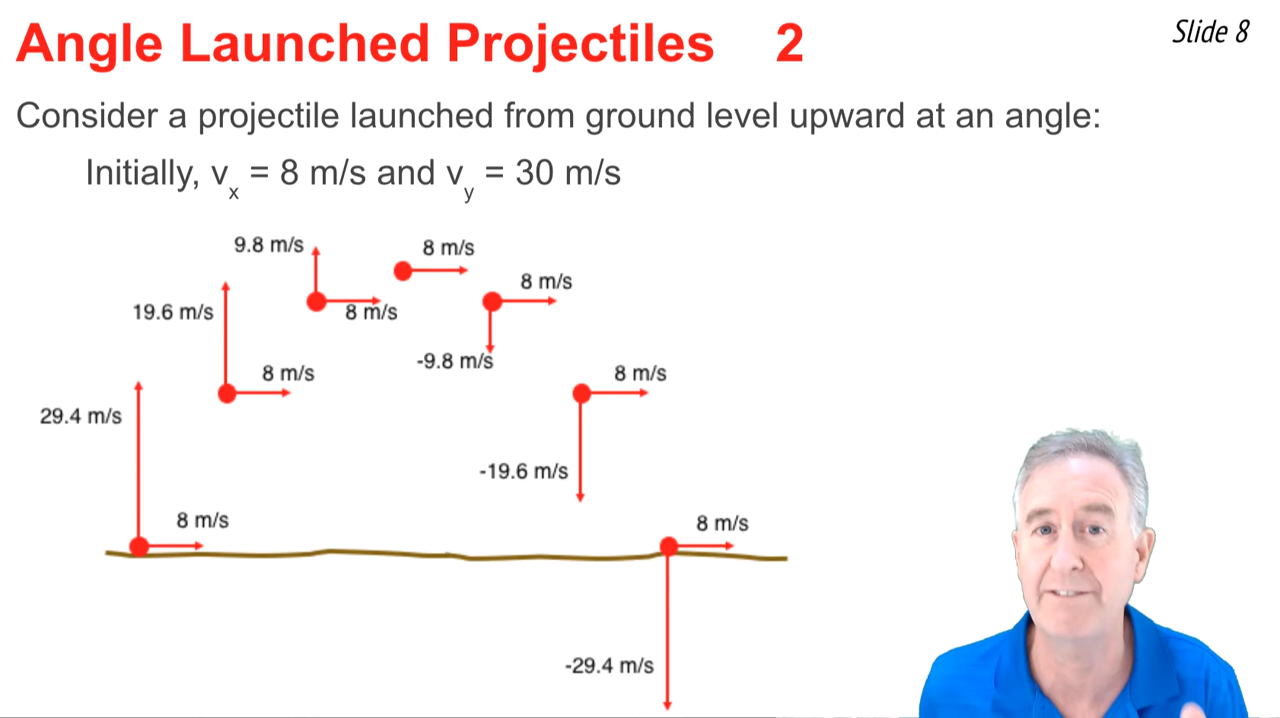 Angle Launched Projectiles 2
Slide 8
Consider a projectile launched from ground level upward at an angle:
Initially, vx = 8 m/s and vy = 30 m/s
9.8 m/s
8 m/s
8 m/s
8 m/s
19.6 m/s
8 m/s
-9.8 m/s
8 m/s
8 m/s
29.4 m/s
-19.6 m/s
8 m/s
8 m/s
-29.4 m/s